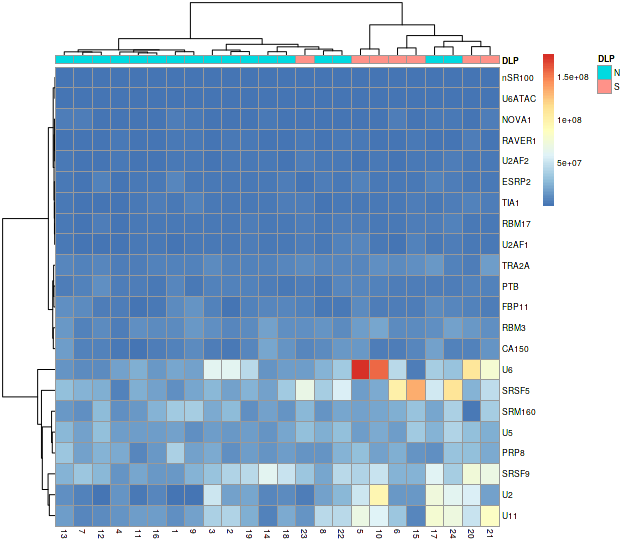 DLP
DLP
N
S
nSR100
U6ATAC
NOVA1
RAVER1
U2AF2
ESRP2
TIA1
RBM17
U2AF1
TRA2A
PTB
FBP11
RBM3
CA150
U6
SRSF5
SRM160
U5
PRP8
SRSF9
U2
U11
1.5e+08
1e+08
5e+07
13 7 12 4 11 16 1 9 3 2 19 14 18 23 8 22 5 10 6 15 17 24 20 21